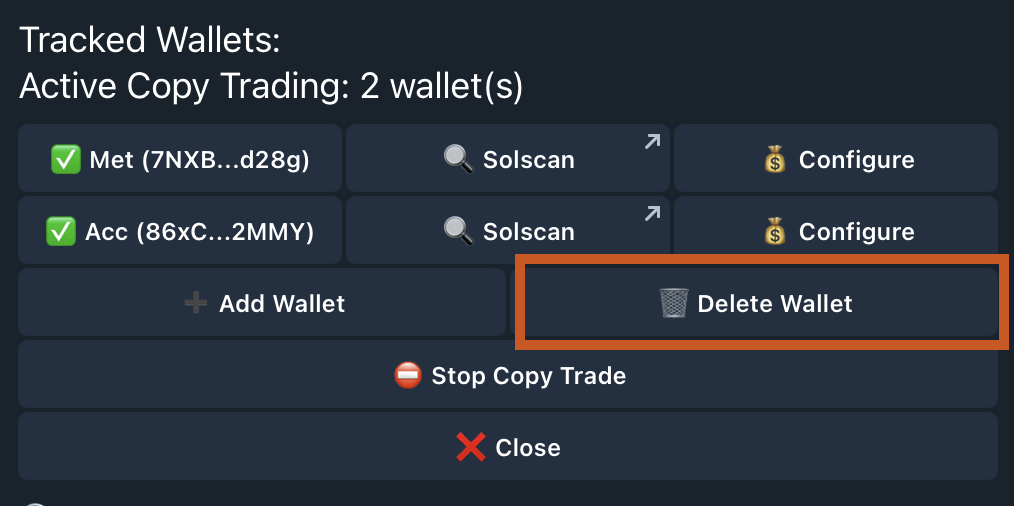 Tracked Wallets:
Active Copy Trading: 2 wallet(s)
Met (7NXB...d28g) Solscan Configure
Acc (86xC...2MMY) Solscan Configure
Add Wallet Delete Wallet
Stop Copy Trade
Close